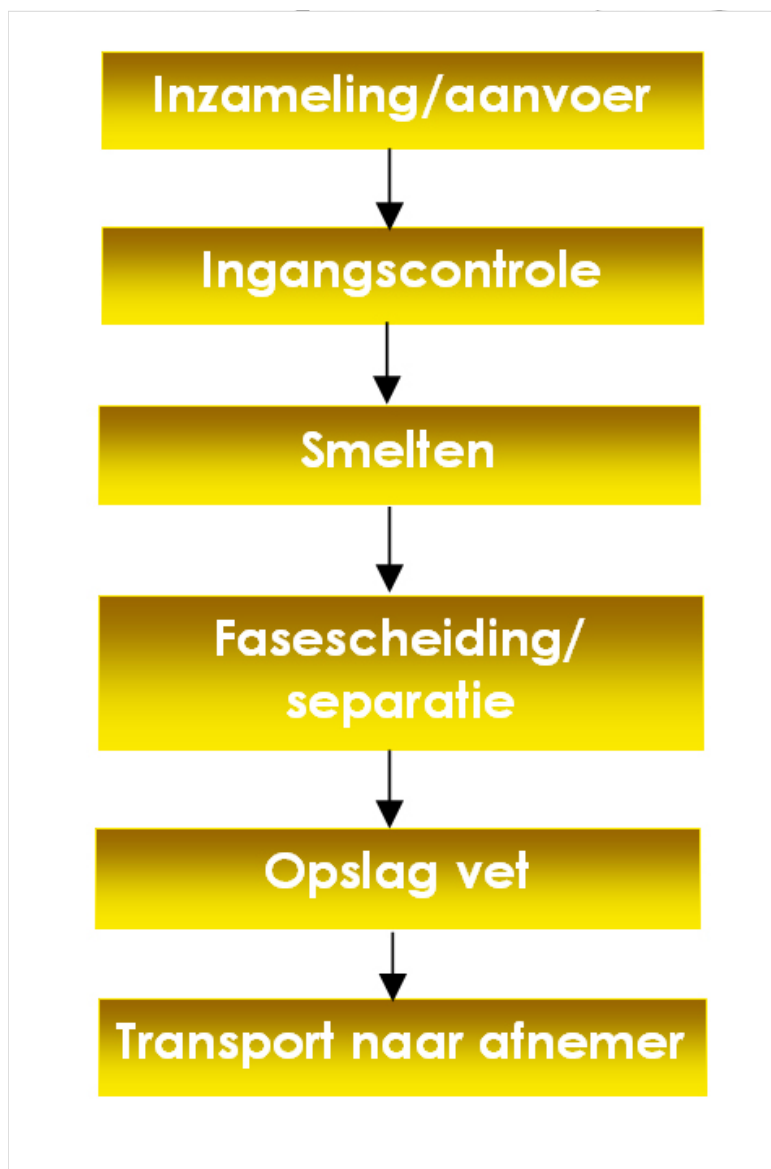 Inzameling/aanvoer
Ingangscontrole
Smelten
Fasescheiding/
separatie
Opslag vet
Transport naar afnemer